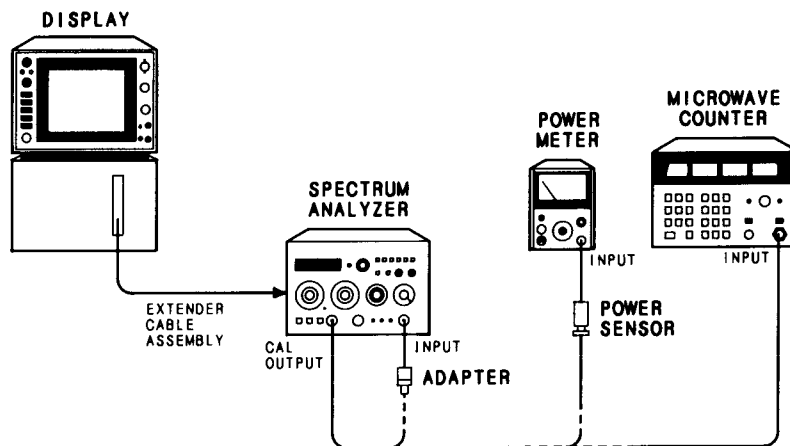 DISPLAY
MICROWAVE
COUNTER
POWER
METER
SPECTRUM
ANALYZER
INPUT
INPUT
EXTENDER
CABLE
ASSEMBLY
POWER
SENSOR
CAL
OUTPUT
INPUT
ADAPTER